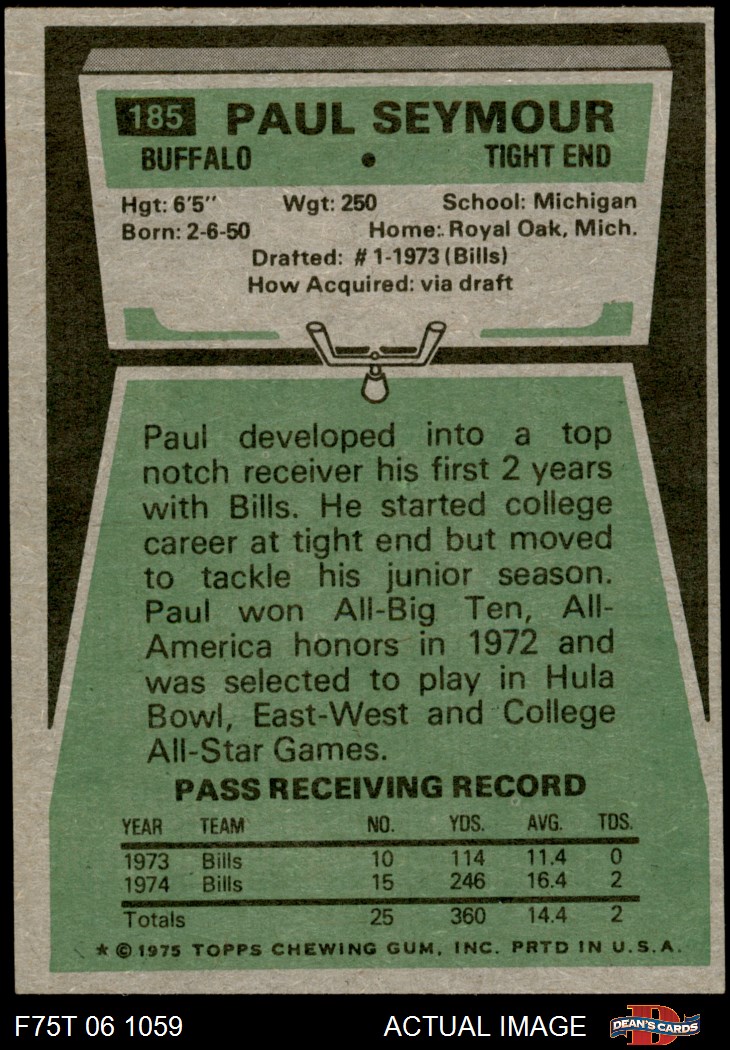 185 PAUL SEYMOUR
BUFFALO • TIGHT END
Hgt: 6'5" Wgt: 250 School: Michigan
Born: 2-6-50 Home: Royal Oak, Mich.
Drafted: #1-1973 (Bills)
How Acquired: via draft
Paul developed into a top
notch receiver his first 2 years
with Bills. He started college
career at tight end but moved
to tackle his junior season.
Paul won All-Big Ten, All-
America honors in 1972 and
was selected to play in Hula
Bowl, East-West and College
All-Star Games.
PASS RECEIVING RECORD
YEAR TEAM NO. YDS. AVG. TDS.
1973 Bills 10 114 11.4 0
1974 Bills 15 246 16.4 2
Totals 25 360 14.4 2
* © 1975 TOPPS CHEWING GUM, INC. PRTD IN U.S.A.
F75T 06 1059 ACTUAL IMAGE D DEAN'S CARDS